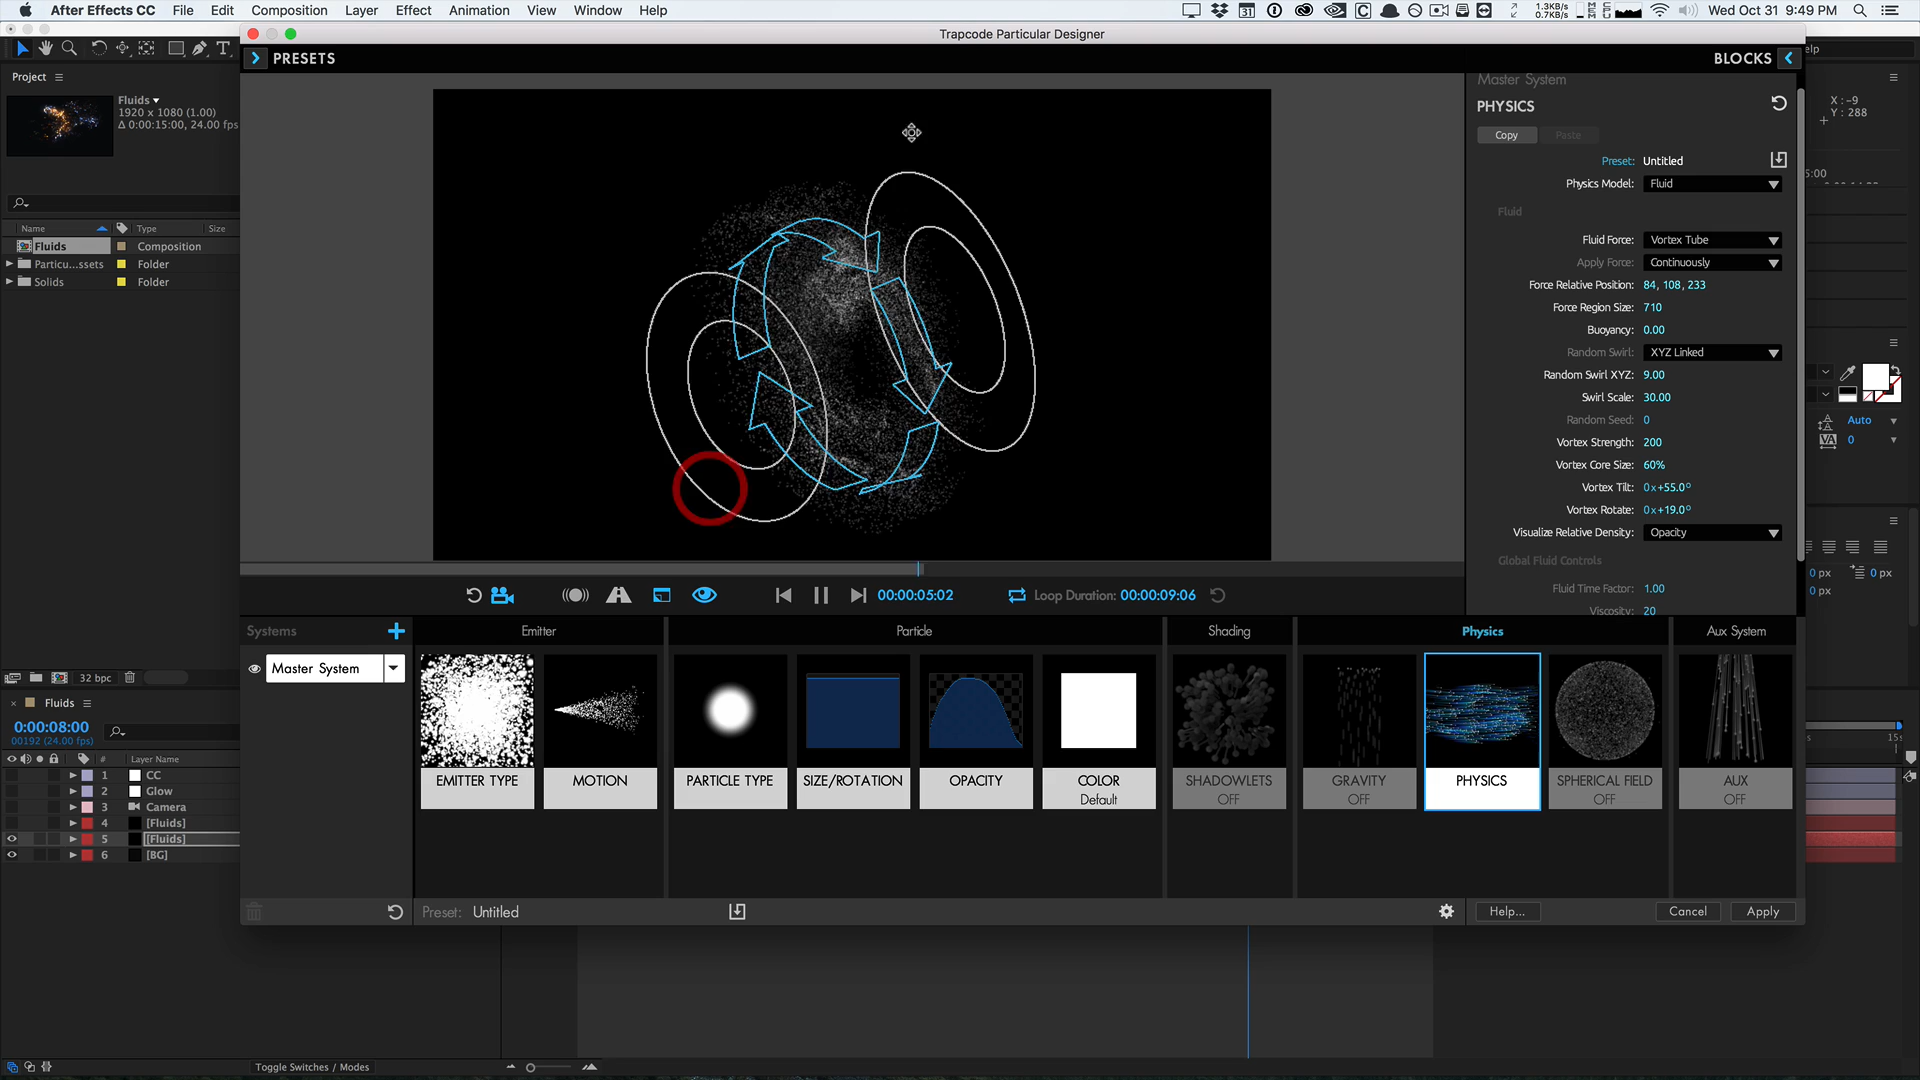 After Effects CC File Edit Composition Layer Effect Animation View Window Help
1.3KB/s
0.7KB/s
Wed Oct 31 9:49 PM
Trapcode Particular Designer
elp
PRESETS
BLOCKS
Project
Fluids
1920 x 1080 (1.00)
Δ 0:00:15:00, 24.00 fps
Name Type Size
Fluids Composition
Particu...ssets Folder
Solids Folder
Master System
PHYSICS
Copy Paste
Preset: Untitled
Physics Model: Fluid
Fluid
Fluid Force: Vortex Tube
Apply Force: Continuously
Force Relative Position: 84, 108, 233
Force Region Size: 710
Buoyancy: 0.00
Random Swirl: XYZ Linked
Random Swirl XYZ: 9.00
Swirl Scale: 30.00
Random Seed: 0
Vortex Strength: 200
Vortex Core Size: 60%
Vortex Tilt: 0x+55.0°
Vortex Rotate: 0x+19.0°
Visualize Relative Density: Opacity
Global Fluid Controls
Fluid Time Factor: 1.00
Viscosity: 20
X : -9
Y : 288
5:00
Auto
VA 0
0 px 0 px
0 px
00:00:05:02
Loop Duration: 00:00:09:06
Systems
Master System
Emitter Particle Shading Physics Aux System
EMITTER TYPE
MOTION
PARTICLE TYPE
SIZE/ROTATION
OPACITY
COLOR
Default
SHADOWLETS
OFF
GRAVITY
OFF
PHYSICS
SPHERICAL FIELD
OFF
AUX
OFF
Preset: Untitled
Help... Cancel Apply
32 bpc
Fluids
0:00:08:00
00192 (24.00 fps)
# Layer Name
1 CC
2 Glow
3 Camera
4 [Fluids]
5 [Fluids]
6 [BG]
15s
Toggle Switches / Modes